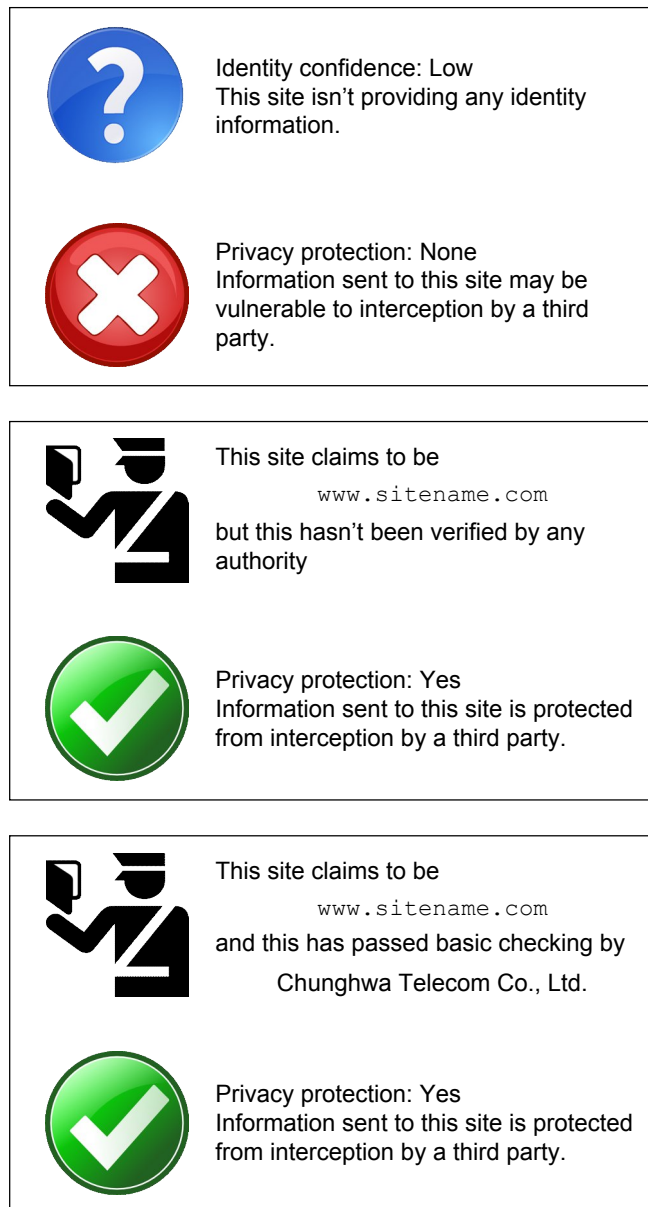 Identity confidence: Low
This site isn’t providing any identity
information.
Privacy protection: None
Information sent to this site may be
vulnerable to interception by a third
party.
This site claims to be
www.sitename.com
but this hasn’t been verified by any
authority
Privacy protection: Yes
Information sent to this site is protected
from interception by a third party.
This site claims to be
www.sitename.com
and this has passed basic checking by
Chunghwa Telecom Co., Ltd.
Privacy protection: Yes
Information sent to this site is protected
from interception by a third party.